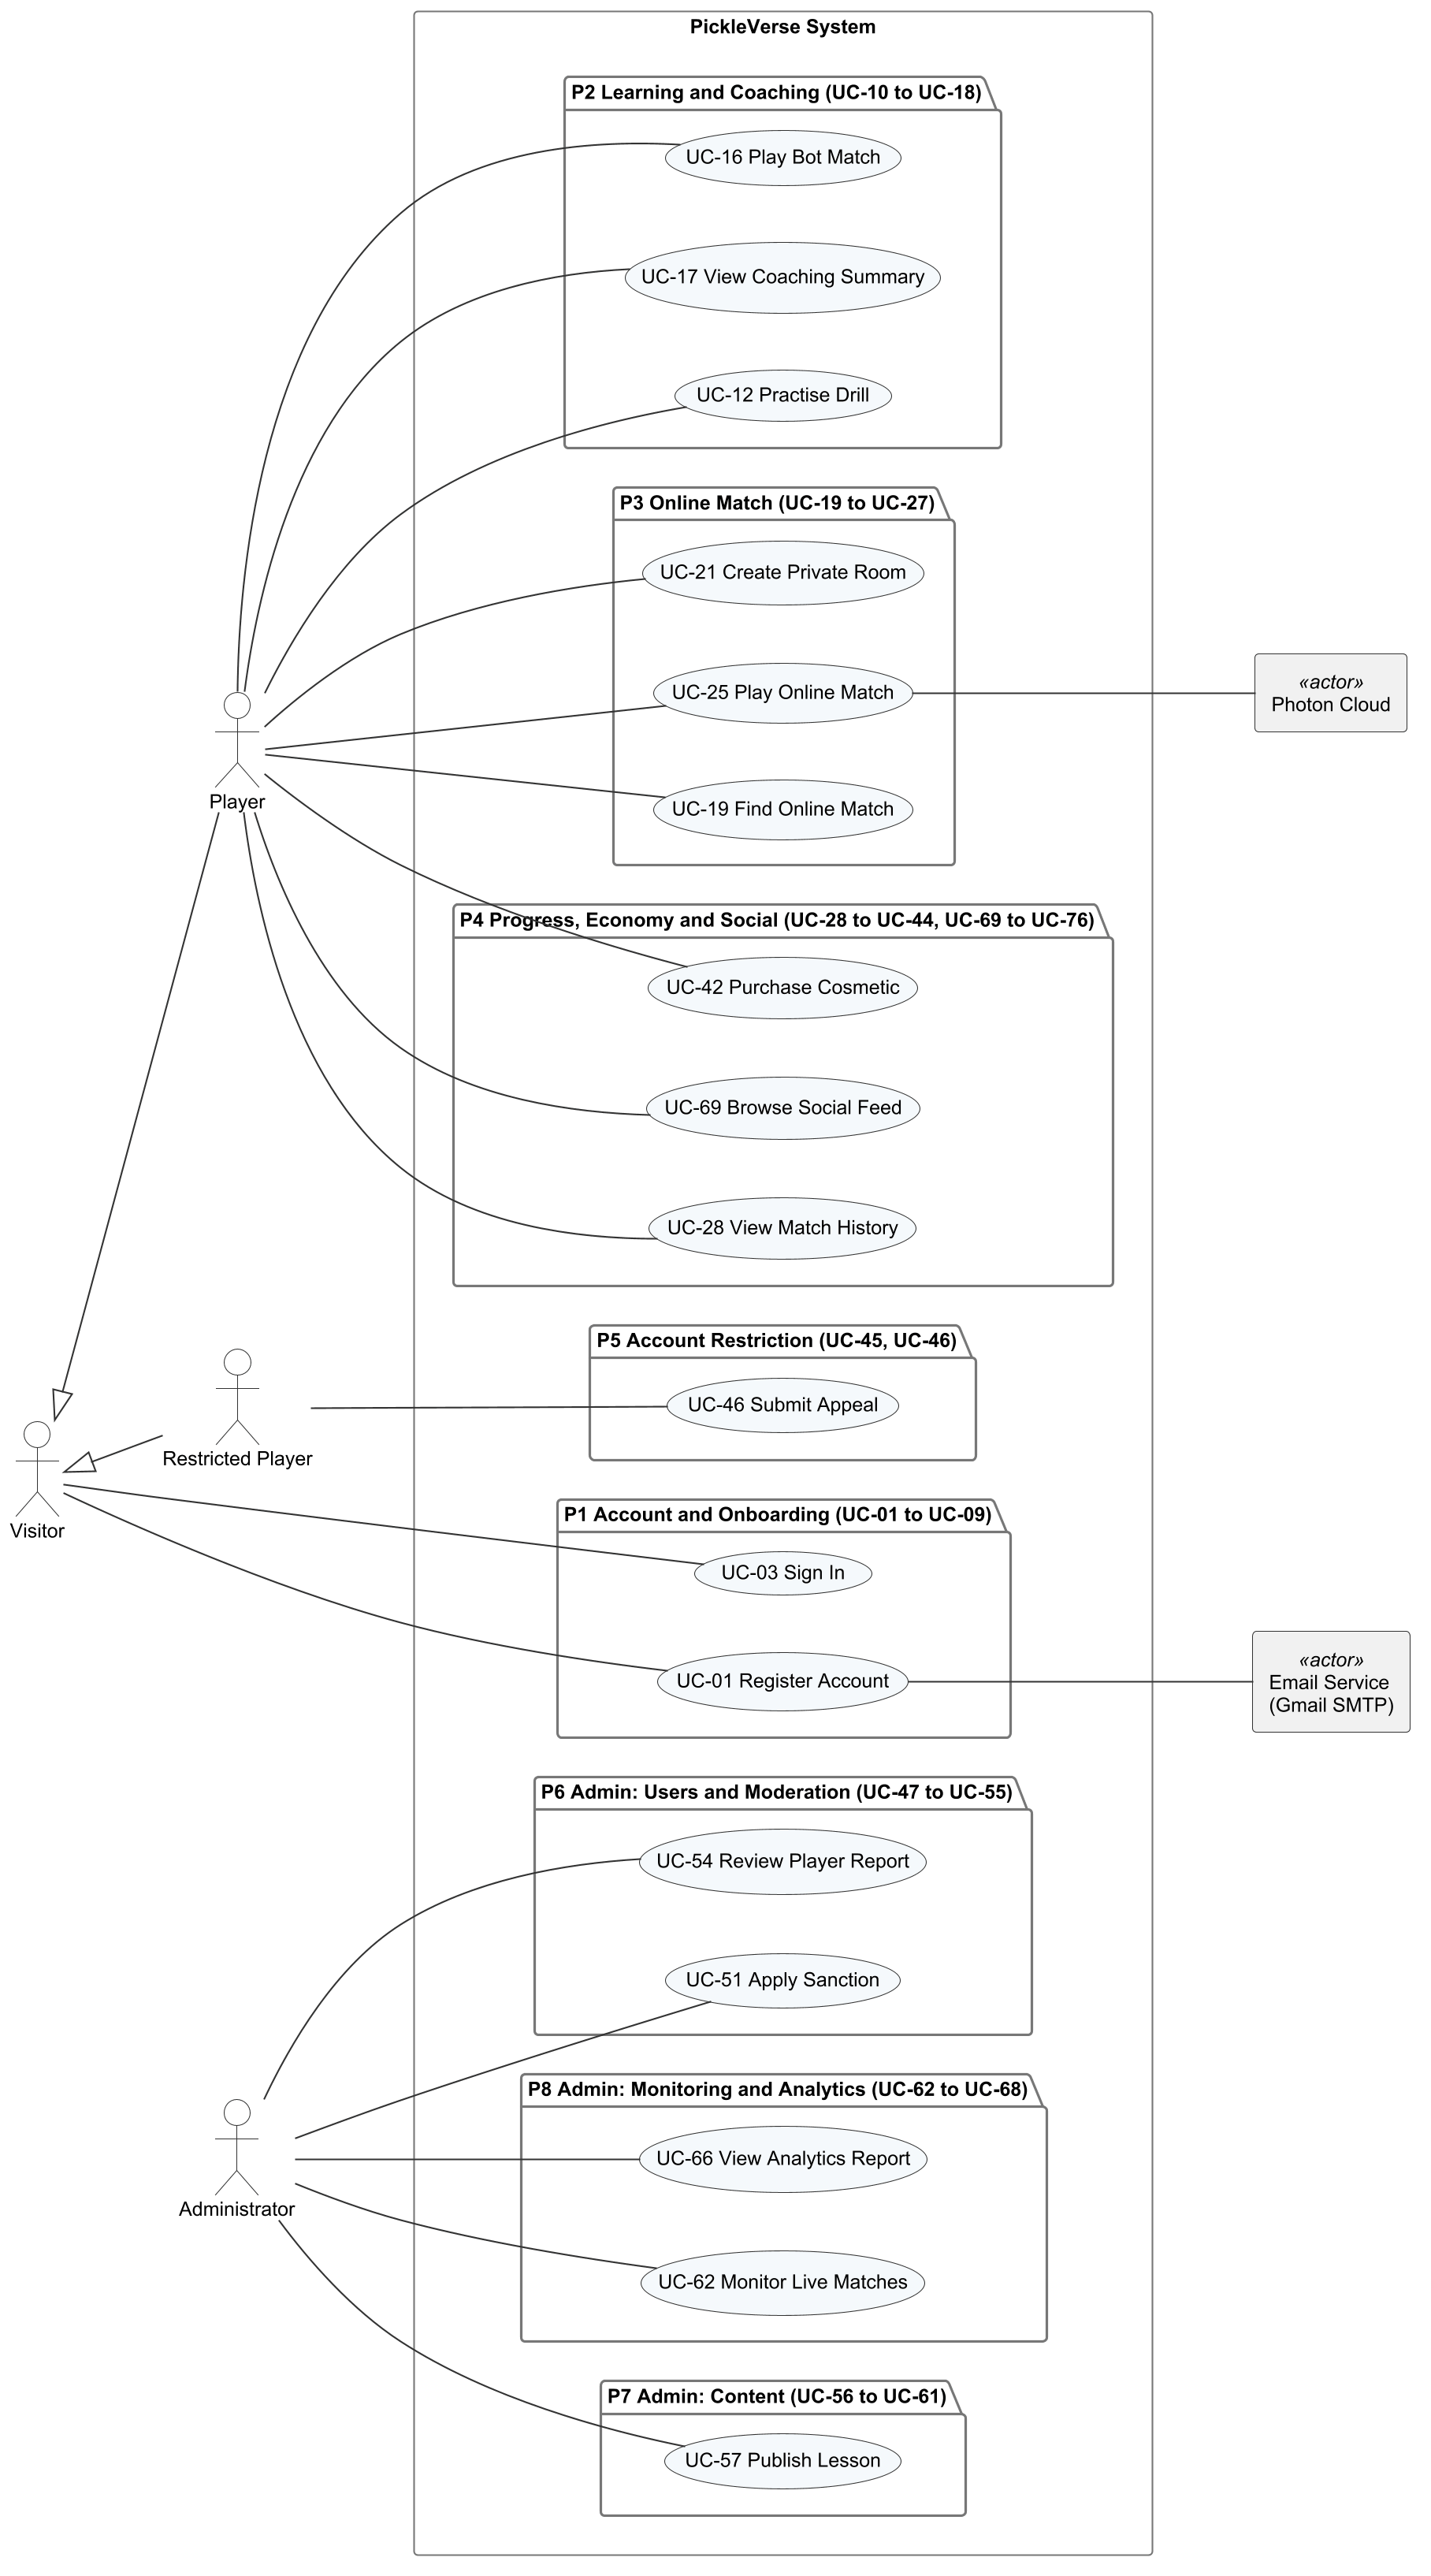 PickleVerse System
P2 Learning and Coaching (UC-10 to UC-18)
UC-16 Play Bot Match
UC-17 View Coaching Summary
UC-12 Practise Drill
P3 Online Match (UC-19 to UC-27)
UC-21 Create Private Room
UC-25 Play Online Match
UC-19 Find Online Match
«actor»
Photon Cloud
Player
P4 Progress, Economy and Social (UC-28 to UC-44, UC-69 to UC-76)
UC-42 Purchase Cosmetic
UC-69 Browse Social Feed
UC-28 View Match History
P5 Account Restriction (UC-45, UC-46)
UC-46 Submit Appeal
Restricted Player
Visitor
P1 Account and Onboarding (UC-01 to UC-09)
UC-03 Sign In
UC-01 Register Account
«actor»
Email Service
(Gmail SMTP)
P6 Admin: Users and Moderation (UC-47 to UC-55)
UC-54 Review Player Report
UC-51 Apply Sanction
P8 Admin: Monitoring and Analytics (UC-62 to UC-68)
UC-66 View Analytics Report
UC-62 Monitor Live Matches
Administrator
P7 Admin: Content (UC-56 to UC-61)
UC-57 Publish Lesson